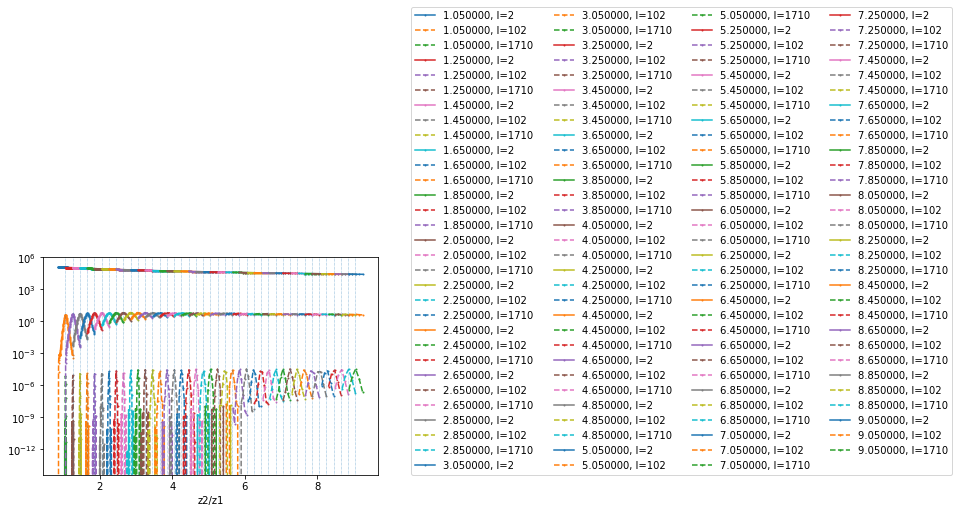 10⁶
10³
10⁰
10⁻³
10⁻⁶
10⁻⁹
10⁻¹²
2
4
6
8
z2/z1
1.050000, l=2
1.050000, l=102
1.050000, l=1710
1.250000, l=2
1.250000, l=102
1.250000, l=1710
1.450000, l=2
1.450000, l=102
1.450000, l=1710
1.650000, l=2
1.650000, l=102
1.650000, l=1710
1.850000, l=2
1.850000, l=102
1.850000, l=1710
2.050000, l=2
2.050000, l=102
2.050000, l=1710
2.250000, l=2
2.250000, l=102
2.250000, l=1710
2.450000, l=2
2.450000, l=102
2.450000, l=1710
2.650000, l=2
2.650000, l=102
2.650000, l=1710
2.850000, l=2
2.850000, l=102
2.850000, l=1710
3.050000, l=2
3.050000, l=102
3.050000, l=1710
3.250000, l=2
3.250000, l=102
3.250000, l=1710
3.450000, l=2
3.450000, l=102
3.450000, l=1710
3.650000, l=2
3.650000, l=102
3.650000, l=1710
3.850000, l=2
3.850000, l=102
3.850000, l=1710
4.050000, l=2
4.050000, l=102
4.050000, l=1710
4.250000, l=2
4.250000, l=102
4.250000, l=1710
4.450000, l=2
4.450000, l=102
4.450000, l=1710
4.650000, l=2
4.650000, l=102
4.650000, l=1710
4.850000, l=2
4.850000, l=102
4.850000, l=1710
5.050000, l=2
5.050000, l=102
5.050000, l=1710
5.250000, l=2
5.250000, l=102
5.250000, l=1710
5.450000, l=2
5.450000, l=102
5.450000, l=1710
5.650000, l=2
5.650000, l=102
5.650000, l=1710
5.850000, l=2
5.850000, l=102
5.850000, l=1710
6.050000, l=2
6.050000, l=102
6.050000, l=1710
6.250000, l=2
6.250000, l=102
6.250000, l=1710
6.450000, l=2
6.450000, l=102
6.450000, l=1710
6.650000, l=2
6.650000, l=102
6.650000, l=1710
6.850000, l=2
6.850000, l=102
6.850000, l=1710
7.050000, l=2
7.050000, l=102
7.050000, l=1710
7.250000, l=2
7.250000, l=102
7.250000, l=1710
7.450000, l=2
7.450000, l=102
7.450000, l=1710
7.650000, l=2
7.650000, l=102
7.650000, l=1710
7.850000, l=2
7.850000, l=102
7.850000, l=1710
8.050000, l=2
8.050000, l=102
8.050000, l=1710
8.250000, l=2
8.250000, l=102
8.250000, l=1710
8.450000, l=2
8.450000, l=102
8.450000, l=1710
8.650000, l=2
8.650000, l=102
8.650000, l=1710
8.850000, l=2
8.850000, l=102
8.850000, l=1710
9.050000, l=2
9.050000, l=102
9.050000, l=1710